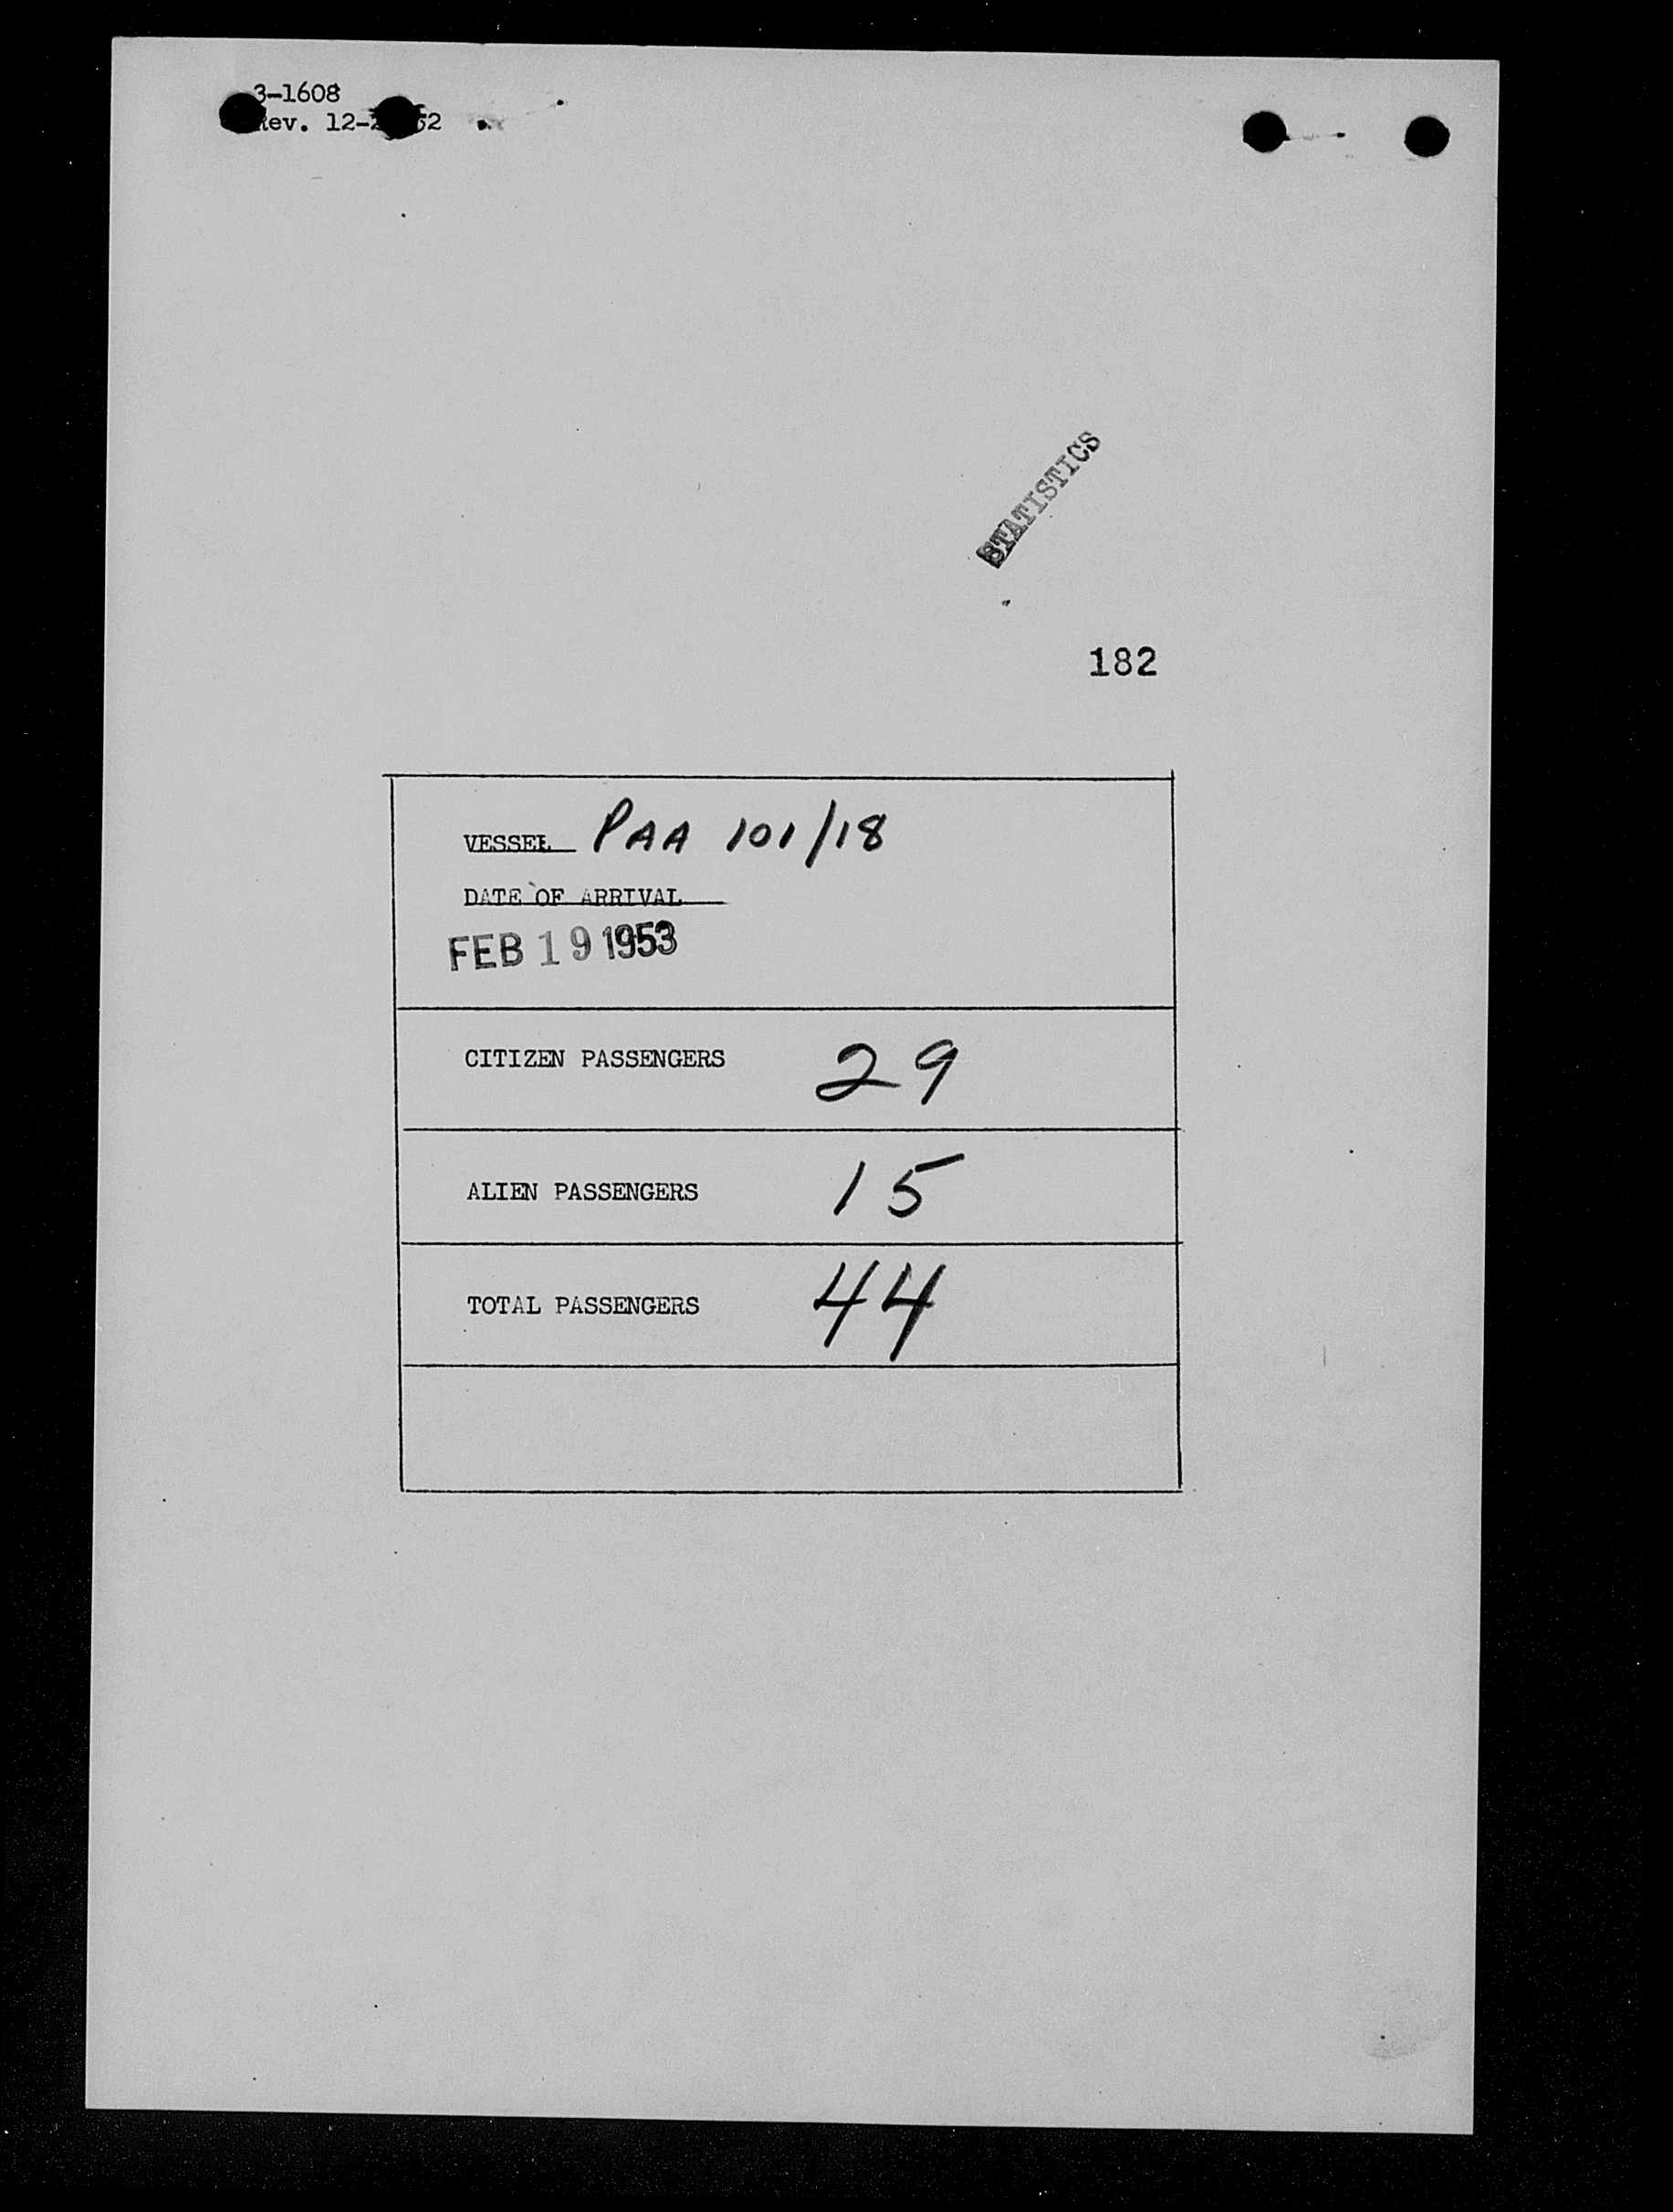 3-1608
Rev. 12-
STATISTICS
182
VESSEL PAA 101/18
DATE OF ARRIVAL
FEB 19 1953
CITIZEN PASSENGERS 29
ALIEN PASSENGERS 15
TOTAL PASSENGERS 44